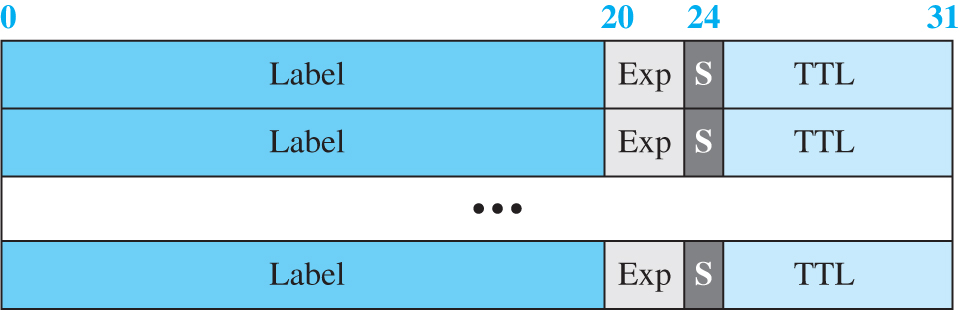 0 20 24 31
Label Exp S TTL
Label Exp S TTL
•••
Label Exp S TTL